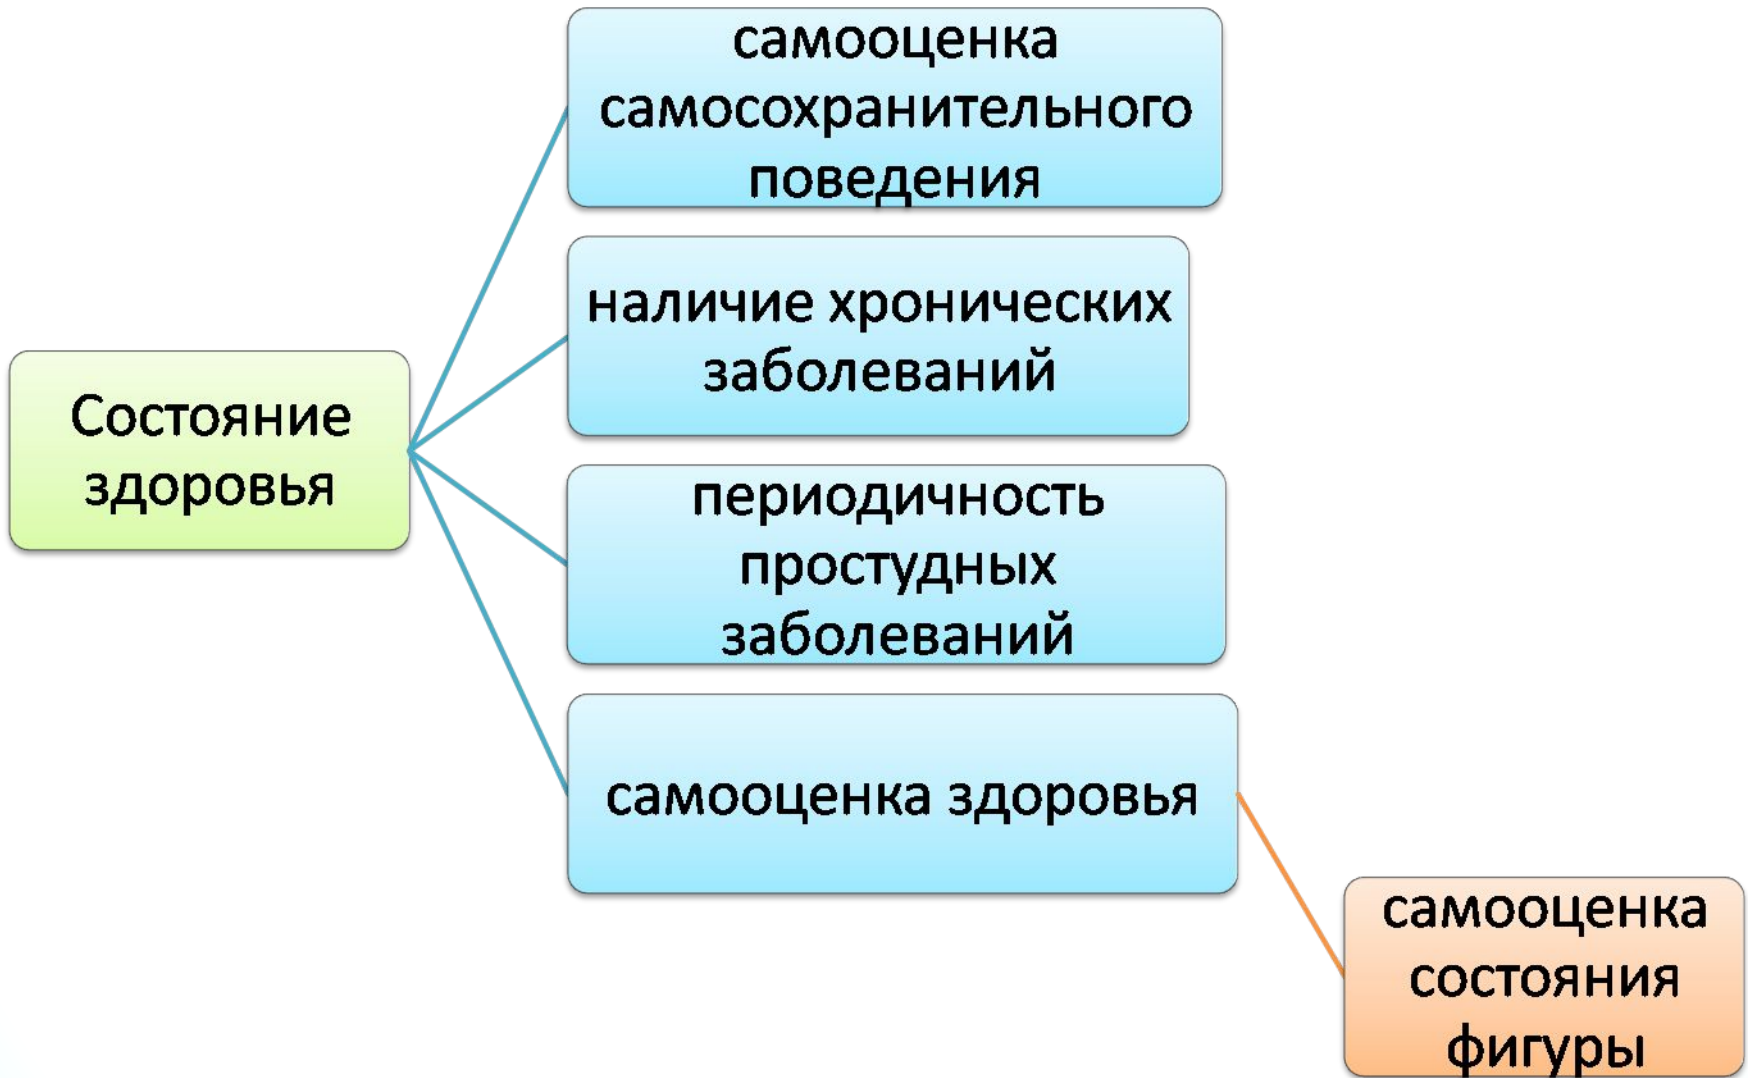 самооценка
самосохранительного
поведения
наличие хронических
заболеваний
Состояние
здоровья
периодичность
простудных
заболеваний
самооценка здоровья
самооценка
состояния
фигуры